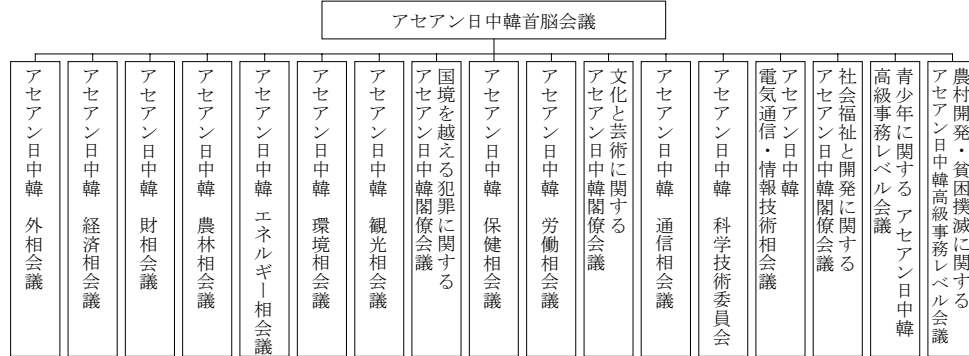 アセアン日中韓首脳会議
アセアン日中韓 外相会議
アセアン日中韓 経済相会議
アセアン日中韓 財相会議
アセアン日中韓 農林相会議
アセアン日中韓 エネルギー相会議
アセアン日中韓 環境相会議
アセアン日中韓 観光相会議
国境を越える犯罪に関する
アセアン日中韓閣僚会議
アセアン日中韓 保健相会議
アセアン日中韓 労働相会議
文化と芸術に関する
アセアン日中韓閣僚会議
アセアン日中韓 通信相会議
アセアン日中韓 科学技術委員会
アセアン日中韓
電気通信・情報技術相会議
社会福祉と開発に関する
アセアン日中韓閣僚会議
青少年に関する アセアン日中韓
高級事務レベル会議
農村開発・貧困撲滅に関する
アセアン日中韓高級事務レベル会議